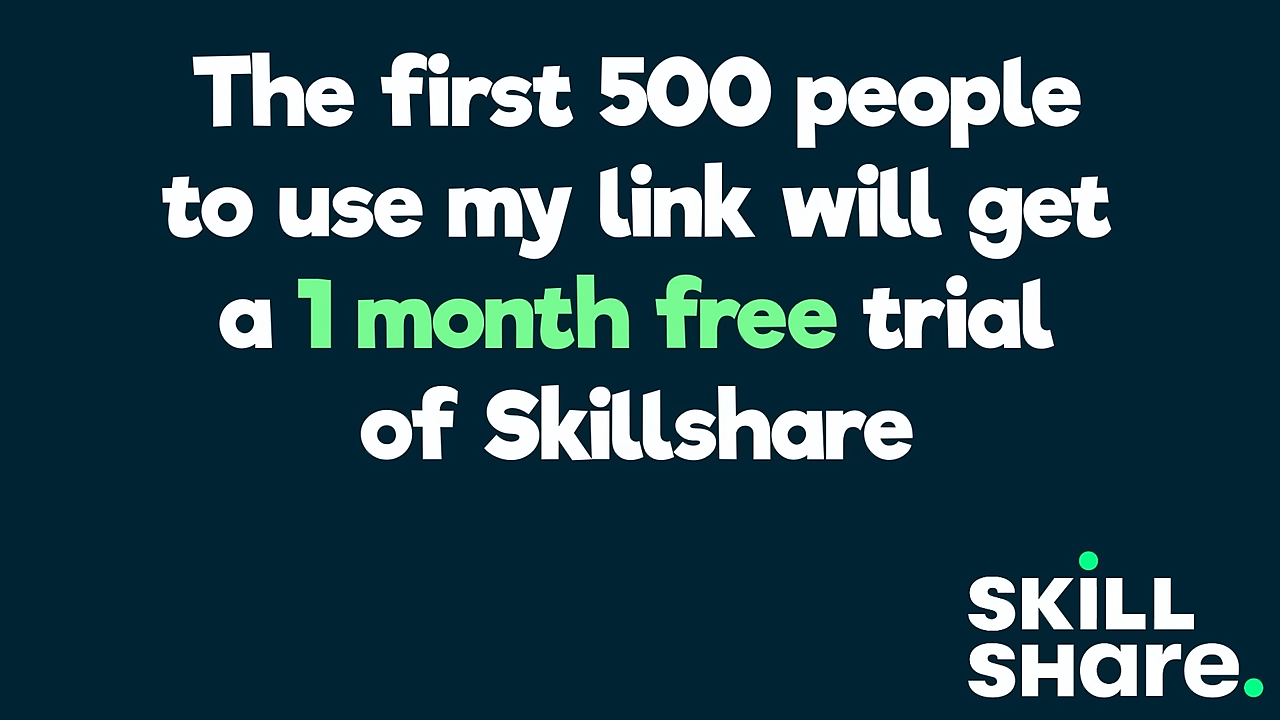 The first 500 people
to use my link will get
a 1 month free trial
of Skillshare
SKiLL
SHare.